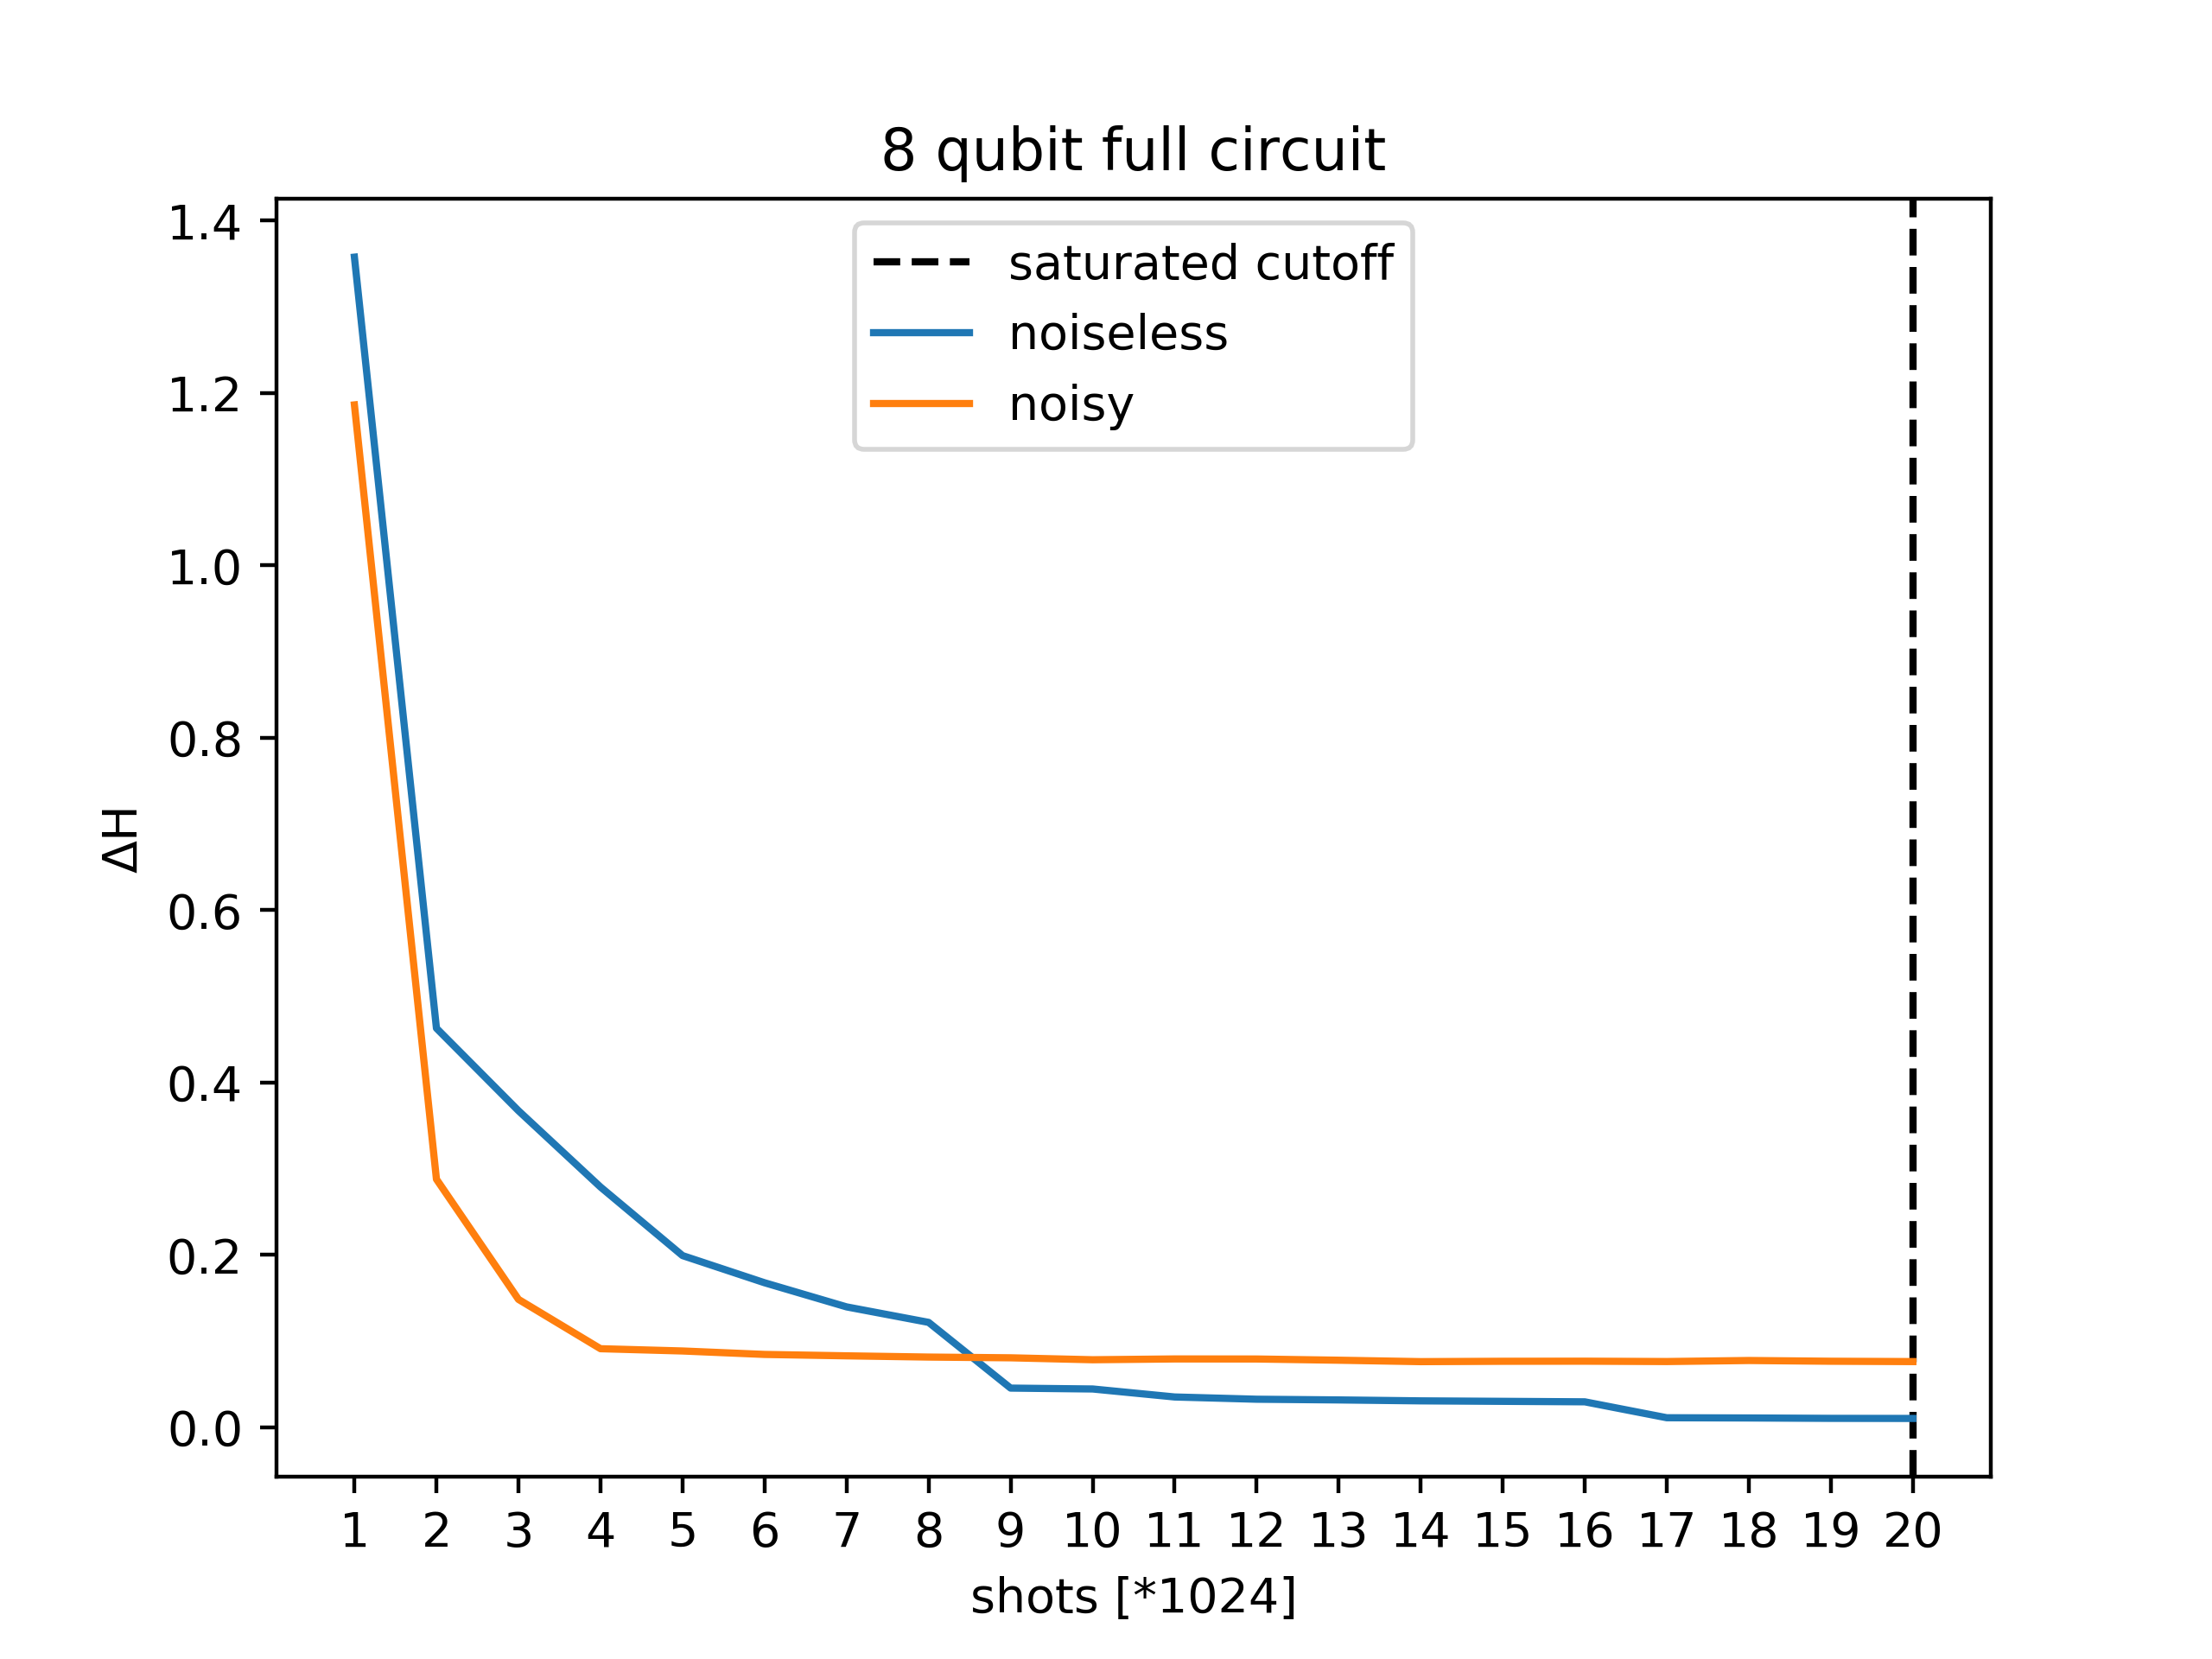 8 qubit full circuit
saturated cutoff
noiseless
noisy
1.4
1.2
1.0
0.8
0.6
0.4
0.2
0.0
ΔH
1 2 3 4 5 6 7 8 9 10 11 12 13 14 15 16 17 18 19 20
shots [*1024]